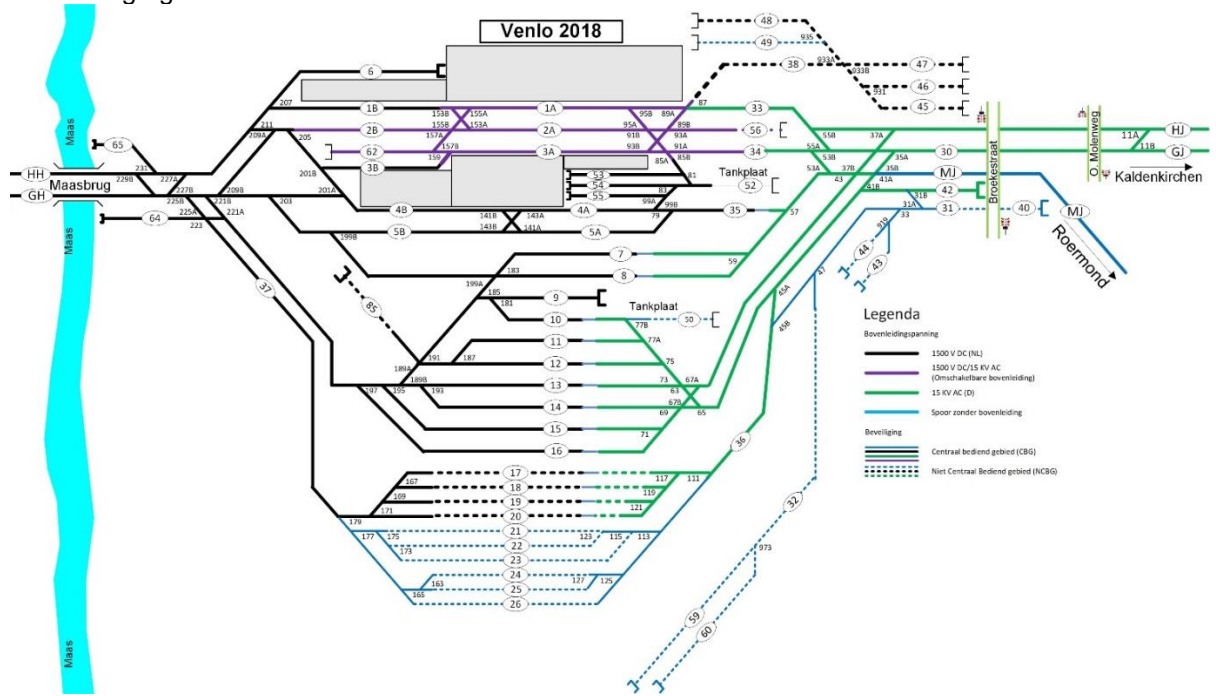 Venlo 2018
48
49
935
38
933A
933B
47
46
931
45
6
207
1B
153B
155A
1A
95B
89A
87
33
211
209A
205
2B
155B
153A
2A
95A
89B
91B
93A
56
55B
37A
11A
HJ
157A
62
157B
159
3A
93B
91A
85A
85B
34
55A
30
35A
11B
GJ
Kaldenkirchen
65
231
201B
3B
53
54
55
81
83
Tankplaat
52
53B
53A
37B
43
35B
41A
41B
MJ
HH
Maasbrug
GH
229B
227A
227B
225B
209B
221B
221A
225A
223
64
203
201A
4B
141B
143A
4A
99A
99B
79
35
57
42
31B
31A
33
31
40
MJ
Roermond
Broekestraat
O. Molenweg
Maas
199B
5B
143B
141A
5A
7
59
919
44
43
47
183
8
199A
185
181
9
Tankplaat
10
50
77B
77A
85
37
11
191
187
12
75
189A
189B
13
73
67A
63
45A
45B
197
195
193
14
67B
69
65
15
71
16
36
17
167
18
169
19
171
20
117
119
121
111
179
177
175
173
21
22
23
123
115
113
24
163
25
165
26
127
125
32
973
59
60
Maas
Legenda
Bovenleidingspanning
1500 V DC (NL)
1500 V DC/15 KV AC
(Omschakelbare bovenleiding)
15 KV AC (D)
Spoor zonder bovenleiding
Beveiliging
Centraal bediend gebied (CBG)
Niet Centraal Bediend gebied (NCBG)